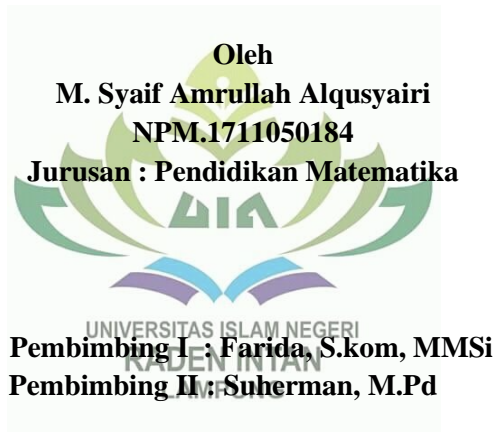 Oleh
M. Syaif Amrullah Alqusyairi
NPM.1711050184
Jurusan : Pendidikan Matematika
UIN
UNIVERSITAS ISLAM NEGERI
Pembimbing I : Farida, S.kom, MMSi
RADEN INTAN
Pembimbing II : Suherman, M.Pd
LAMPUNG